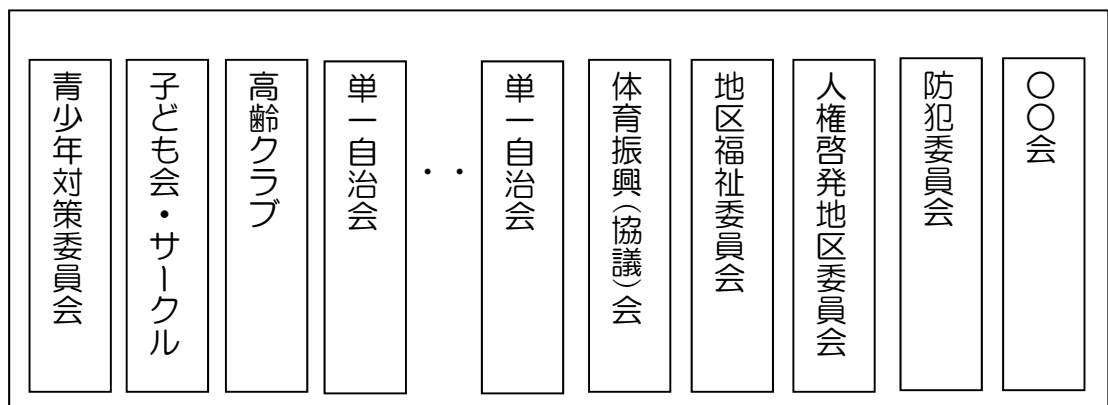 青少年対策委員会
子ども会・サークル
高齢クラブ
単一自治会
・・
単一自治会
体育振興(協議)会
地区福祉委員会
人権啓発地区委員会
防犯委員会
〇〇会